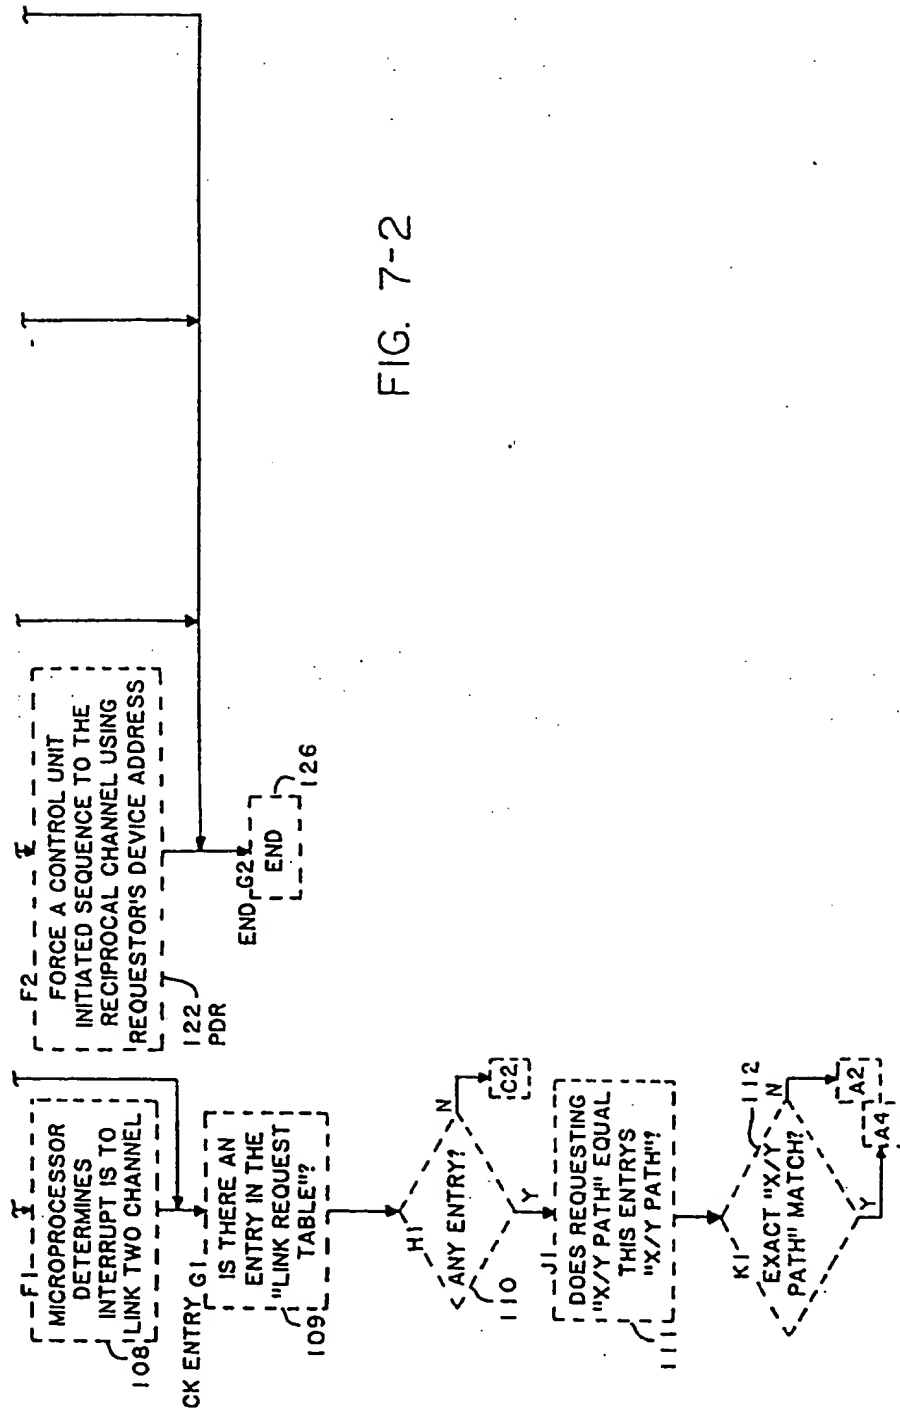 F1
MICROPROCESSOR
DETERMINES
INTERRUPT IS TO
LINK TWO CHANNEL
108
CK ENTRY G1
IS THERE AN
ENTRY IN THE
"LINK REQUEST
TABLE"?
109
H1
ANY ENTRY?
110
N
C2
Y
J1
DOES REQUESTING
"X/Y PATH" EQUAL
THIS ENTRYS
"X/Y PATH"?
111
K1
EXACT "X/Y
PATH" MATCH?
112
N
A2
Y
A4
F2
FORCE A CONTROL UNIT
INITIATED SEQUENCE TO THE
RECIPROCAL CHANNEL USING
REQUESTOR'S DEVICE ADDRESS
122
PDR
END G2
END
126
FIG. 7-2